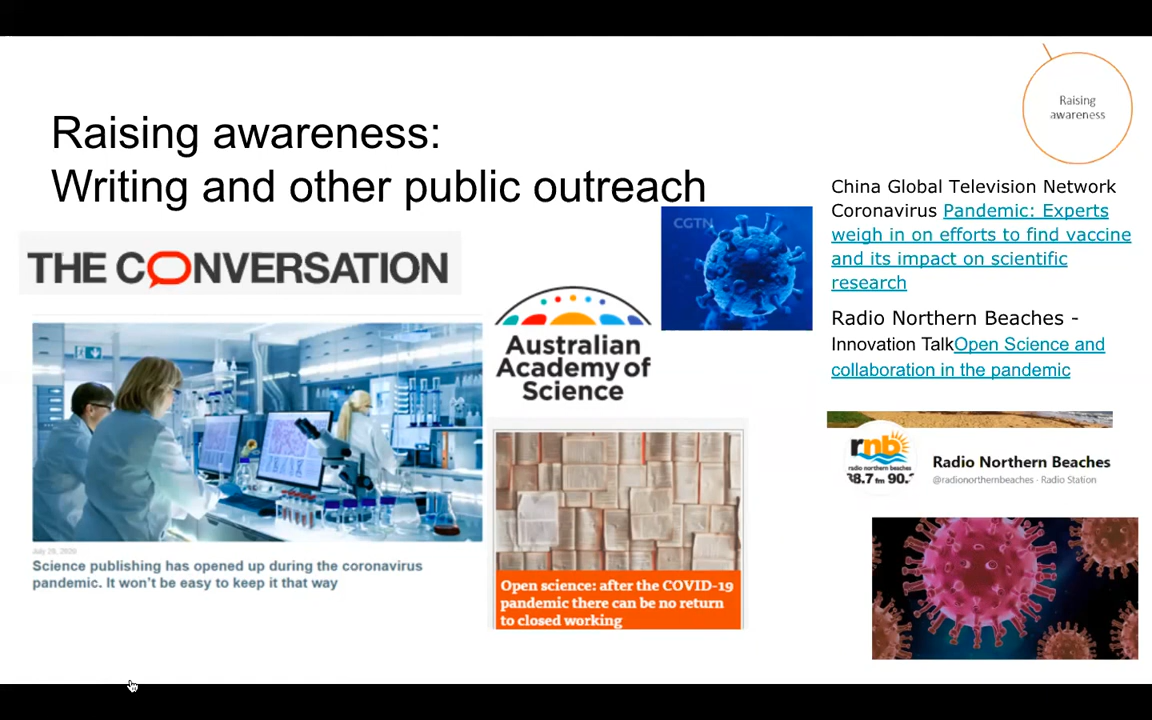 Raising
awareness
Raising awareness:
Writing and other public outreach
THE CONVERSATION
CGTN
Australian
Academy of
Science
China Global Television Network
Coronavirus Pandemic: Experts
weigh in on efforts to find vaccine
and its impact on scientific
research
Radio Northern Beaches -
Innovation TalkOpen Science and
collaboration in the pandemic
rnb
radio northern beaches
88.7 fm 90.
Radio Northern Beaches
@radionorthernbeaches · Radio Station
July 28, 2020
Science publishing has opened up during the coronavirus
pandemic. It won't be easy to keep it that way
Open science: after the COVID-19
pandemic there can be no return
to closed working